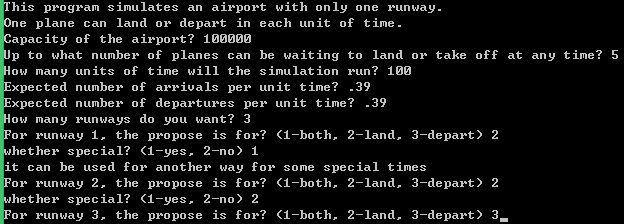 This program simulates an airport with only one runway.
One plane can land or depart in each unit of time.
Capacity of the airport? 100000
Up to what number of planes can be waiting to land or take off at any time? 5
How many units of time will the simulation run? 100
Expected number of arrivals per unit time? .39
Expected number of departures per unit time? .39
How many runways do you want? 3
For runway 1, the propose is for? (1-both, 2-land, 3-depart) 2
whether special? (1-yes, 2-no) 1
it can be used for another way for some special times
For runway 2, the propose is for? (1-both, 2-land, 3-depart) 2
whether special? (1-yes, 2-no) 2
For runway 3, the propose is for? (1-both, 2-land, 3-depart) 3